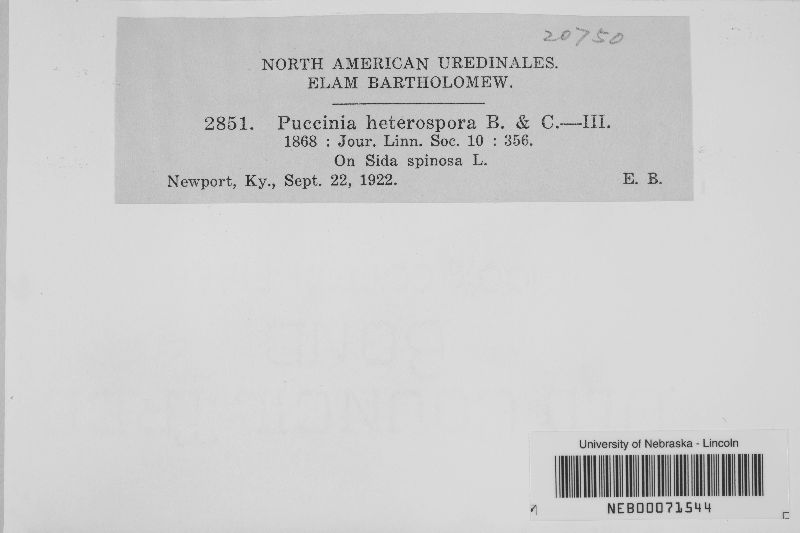 20750
NORTH AMERICAN UREDINALES.
ELAM BARTHOLOMEW.
2851. Puccinia heterospora B. & C.—III.
1868 : Jour. Linn. Soc. 10 : 356.
On Sida spinosa L.
Newport, Ky., Sept. 22, 1922. E. B.
University of Nebraska - Lincoln
NEB00071544